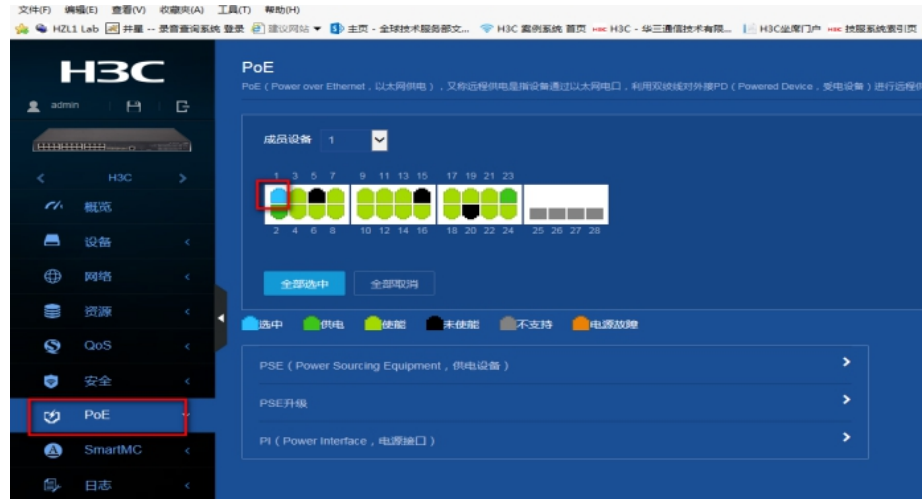 文件(F) 编辑(E) 查看(V) 收藏夹(A) 工具(T) 帮助(H)
HZL1 Lab 井星 -- 录音查询系统 登录 建议网站 主页 - 全球技术服务部文... H3C 案例系统 首页 H3C - 华三通信技术有限... H3C坐席门户 技服系统索引页
H3C
admin
H3C
概览
设备
网络
资源
QoS
安全
PoE
SmartMC
日志
PoE
PoE（Power over Ethernet，以太网供电），又称远程供电是指设备通过以太网电口，利用双绞线对外接PD（Powered Device，受电设备）进行远程供
成员设备 1
1 3 5 7 9 11 13 15 17 19 21 23
2 4 6 8 10 12 14 16 18 20 22 24 25 26 27 28
全部选中 全部取消
选中 供电 使能 未使能 不支持 电源故障
PSE（Power Sourcing Equipment，供电设备）
PSE升级
PI（Power Interface，电源接口）